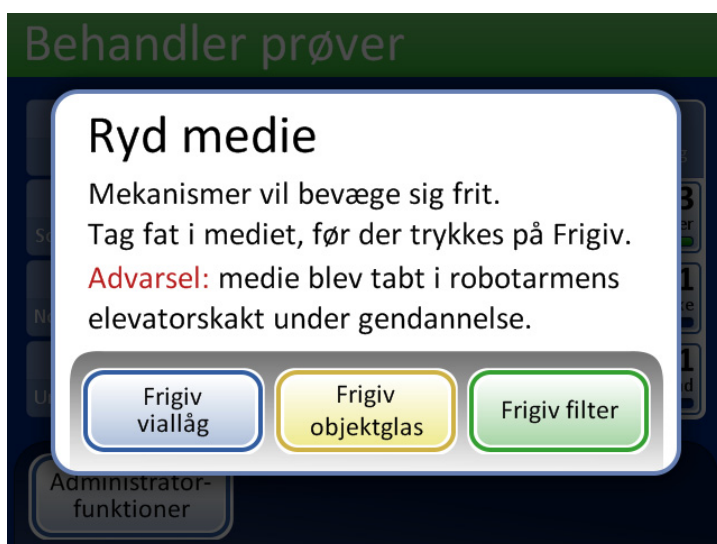 Behandler prøver
Ryd medie
Mekanismer vil bevæge sig frit.
Tag fat i mediet, før der trykkes på Frigiv.
Advarsel: medie blev tabt i robotarmens
elevatorskakt under gendannelse.
Frigiv
viallåg
Frigiv
objektglas
Frigiv filter
Administrator-
funktioner